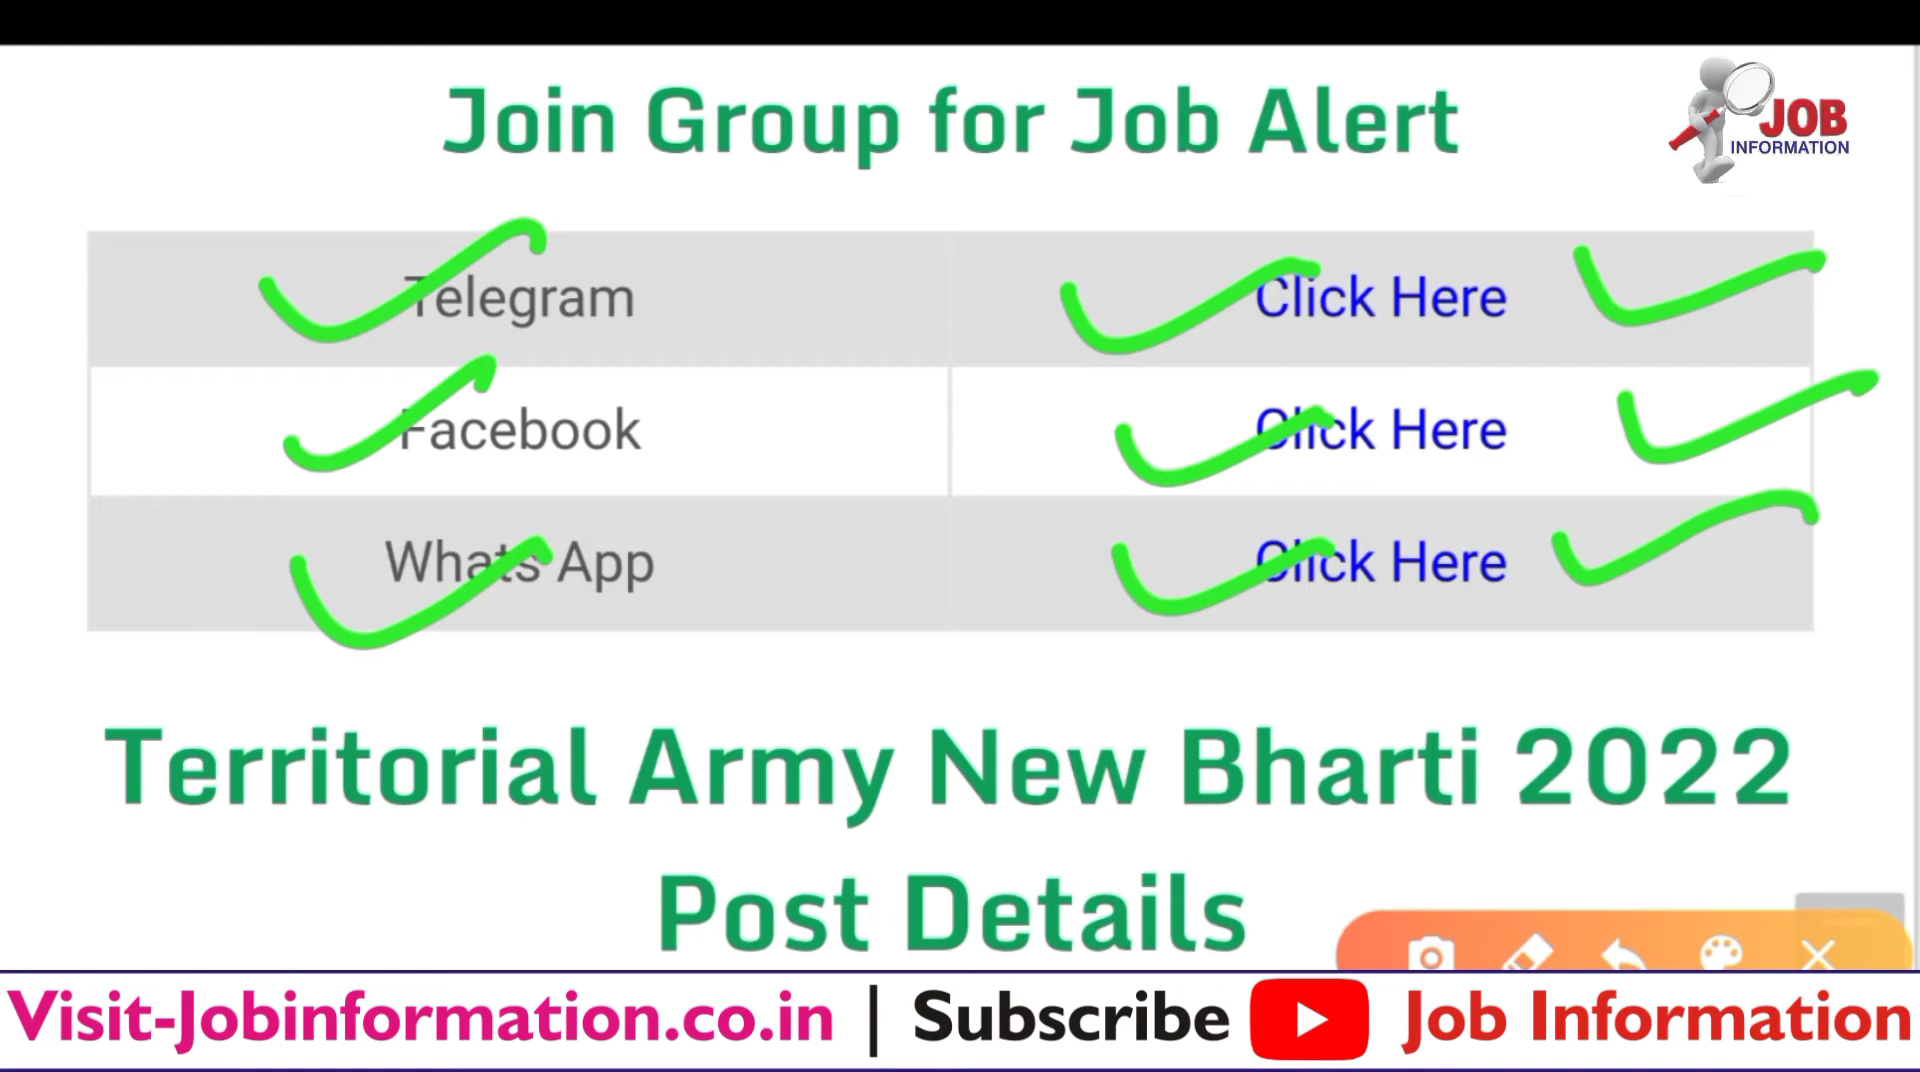 Join Group for Job Alert
JOB
INFORMATION
Telegram Click Here
Facebook Click Here
Whats App Click Here
Territorial Army New Bharti 2022
Post Details
Visit-Jobinformation.co.in | Subscribe Job Information